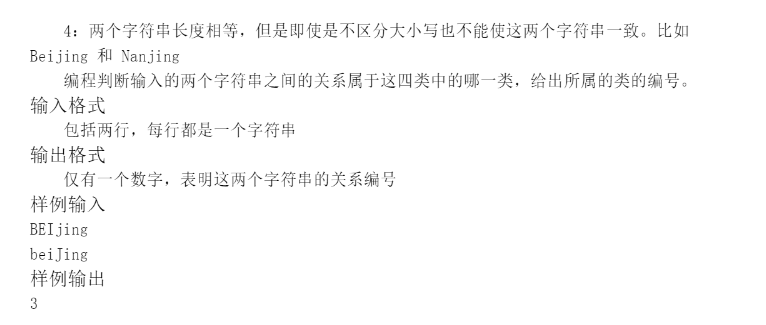 4：两个字符串长度相等，但是即使是不区分大小写也不能使这两个字符串一致。比如
Beijing 和 Nanjing
编程判断输入的两个字符串之间的关系属于这四类中的哪一类，给出所属的类的编号。
输入格式
包括两行，每行都是一个字符串
输出格式
仅有一个数字，表明这两个字符串的关系编号
样例输入
BEIjing
beiJing
样例输出
3